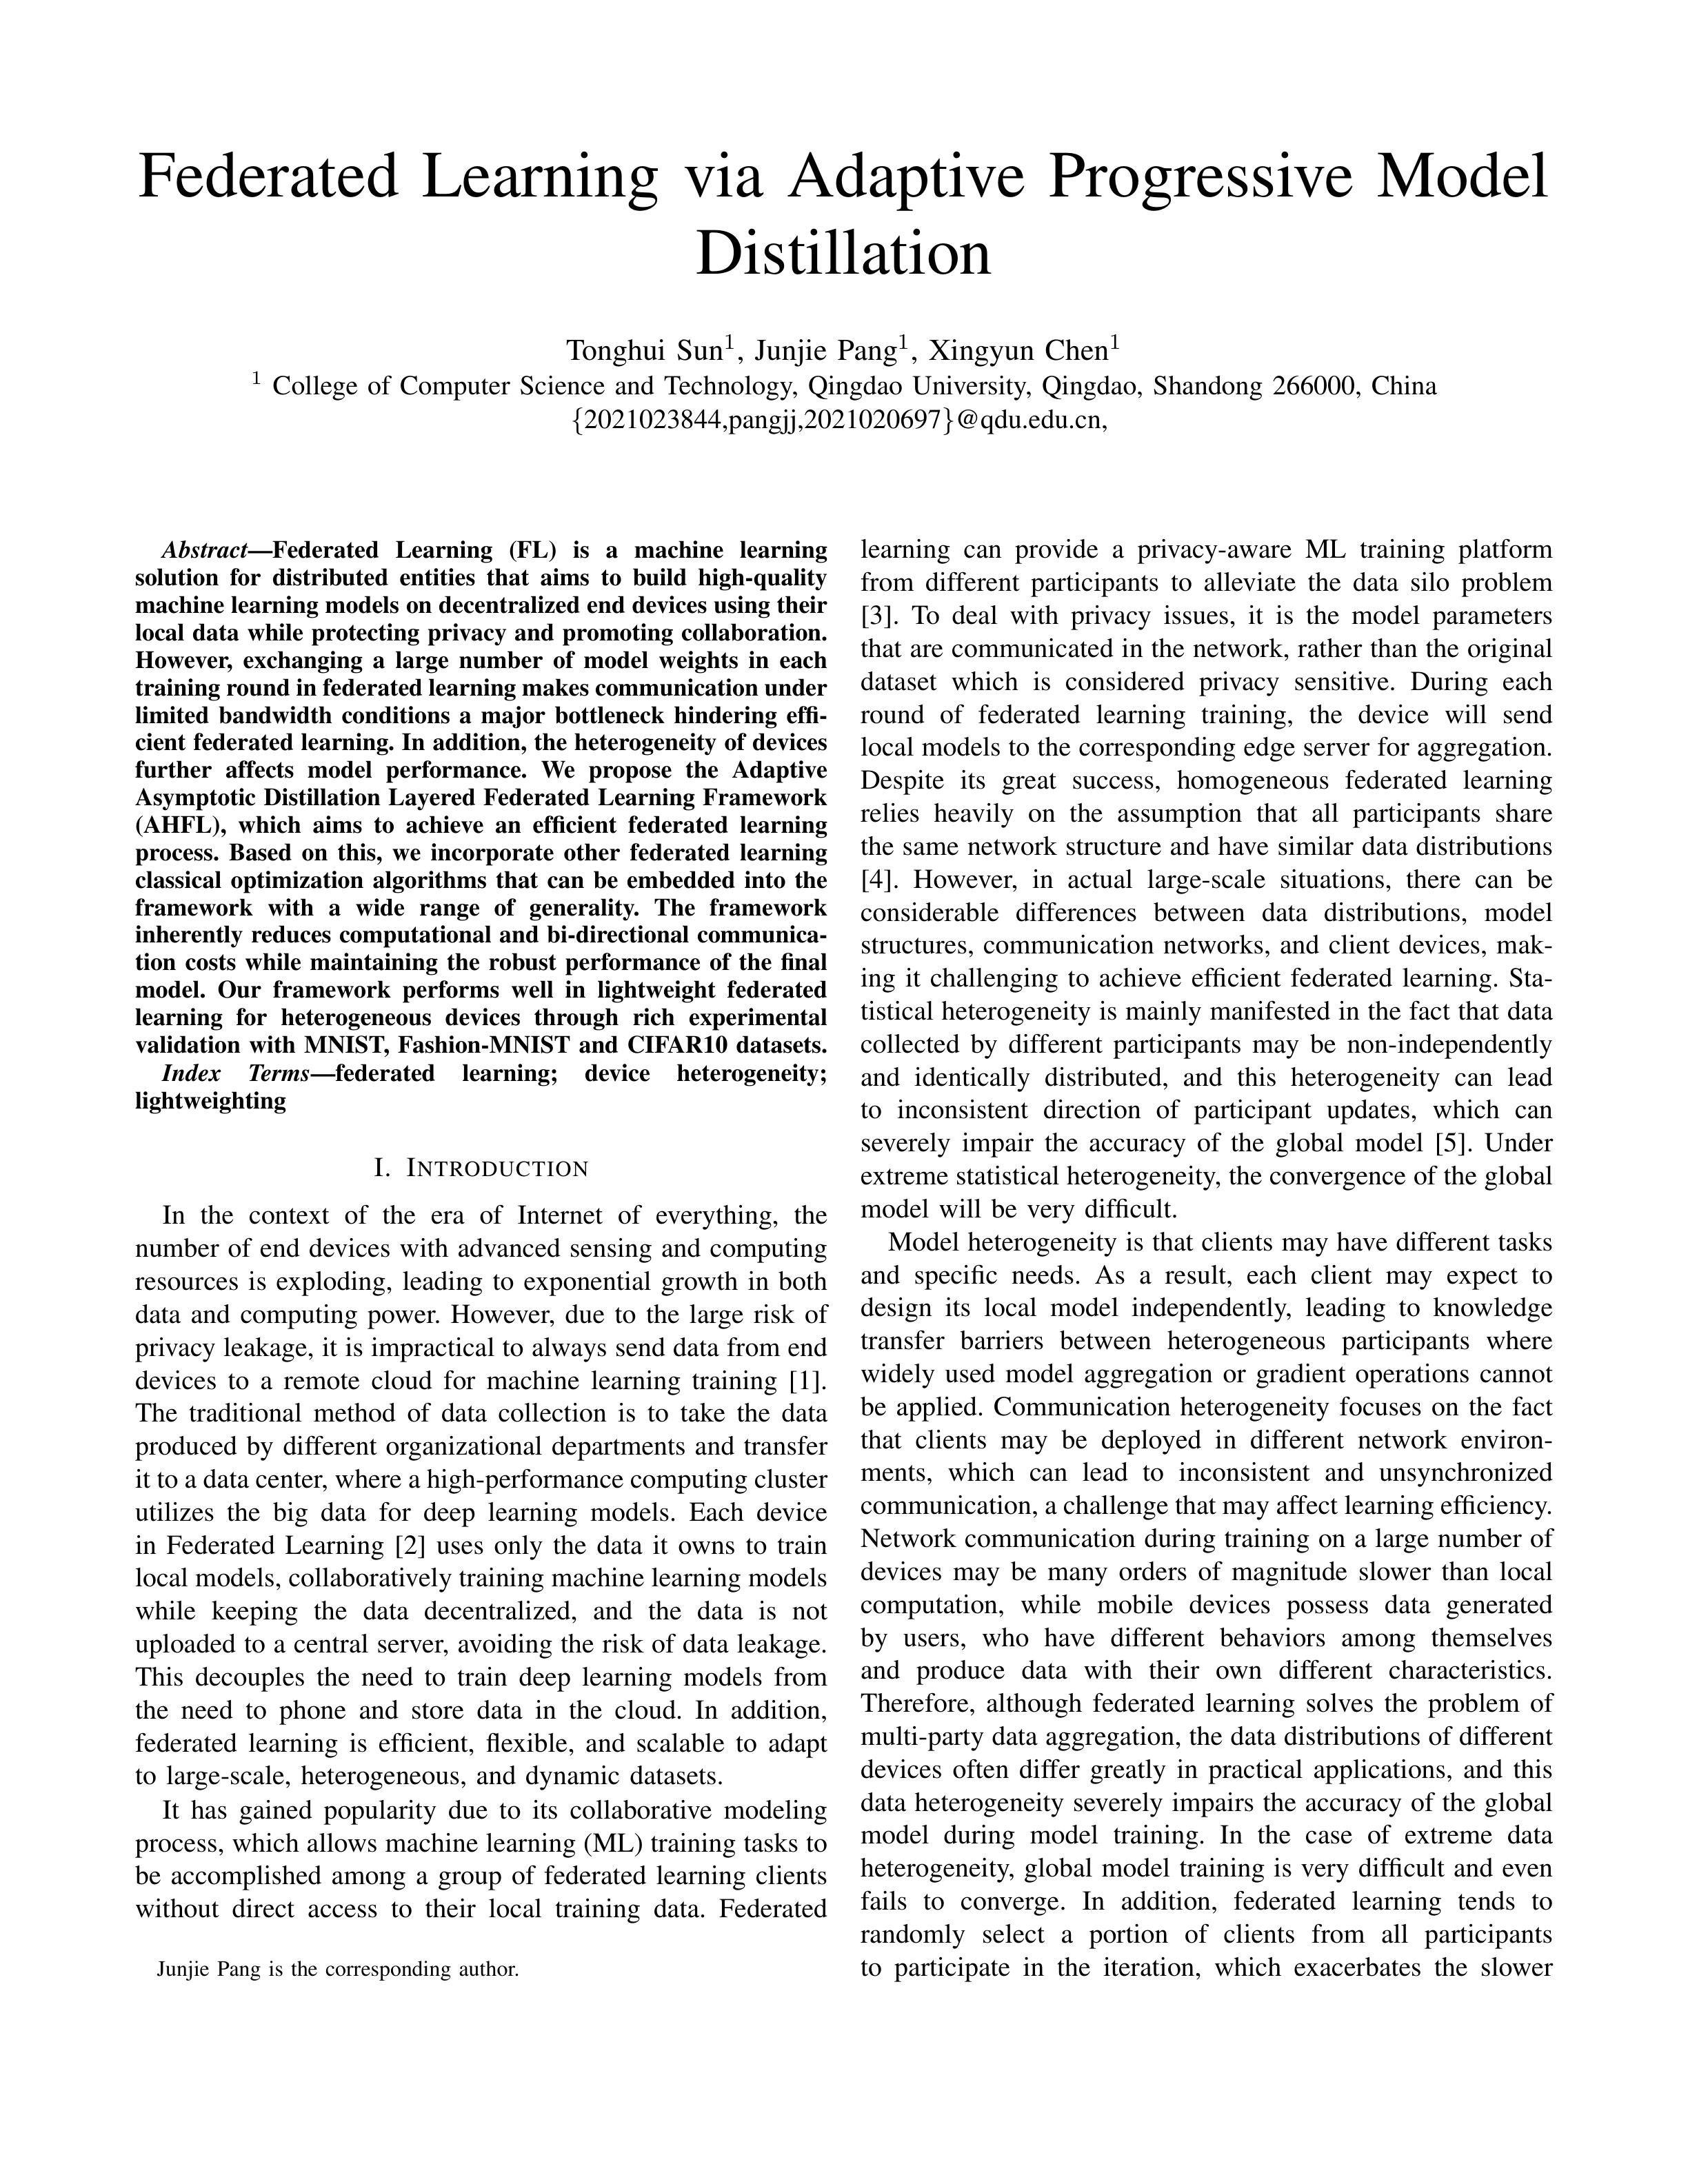 Federated Learning via Adaptive Progressive Model
Distillation
Tonghui Sun1, Junjie Pang1, Xingyun Chen1
1 College of Computer Science and Technology, Qingdao University, Qingdao, Shandong 266000, China
{2021023844,pangjj,2021020697}@qdu.edu.cn,
Abstract—Federated Learning (FL) is a machine learning
solution for distributed entities that aims to build high-quality
machine learning models on decentralized end devices using their
local data while protecting privacy and promoting collaboration.
However, exchanging a large number of model weights in each
training round in federated learning makes communication under
limited bandwidth conditions a major bottleneck hindering effi-
cient federated learning. In addition, the heterogeneity of devices
further affects model performance. We propose the Adaptive
Asymptotic Distillation Layered Federated Learning Framework
(AHFL), which aims to achieve an efficient federated learning
process. Based on this, we incorporate other federated learning
classical optimization algorithms that can be embedded into the
framework with a wide range of generality. The framework
inherently reduces computational and bi-directional communica-
tion costs while maintaining the robust performance of the final
model. Our framework performs well in lightweight federated
learning for heterogeneous devices through rich experimental
validation with MNIST, Fashion-MNIST and CIFAR10 datasets.
Index Terms—federated learning; device heterogeneity;
lightweighting
I. INTRODUCTION
In the context of the era of Internet of everything, the
number of end devices with advanced sensing and computing
resources is exploding, leading to exponential growth in both
data and computing power. However, due to the large risk of
privacy leakage, it is impractical to always send data from end
devices to a remote cloud for machine learning training [1].
The traditional method of data collection is to take the data
produced by different organizational departments and transfer
it to a data center, where a high-performance computing cluster
utilizes the big data for deep learning models. Each device
in Federated Learning [2] uses only the data it owns to train
local models, collaboratively training machine learning models
while keeping the data decentralized, and the data is not
uploaded to a central server, avoiding the risk of data leakage.
This decouples the need to train deep learning models from
the need to phone and store data in the cloud. In addition,
federated learning is efficient, flexible, and scalable to adapt
to large-scale, heterogeneous, and dynamic datasets.
It has gained popularity due to its collaborative modeling
process, which allows machine learning (ML) training tasks to
be accomplished among a group of federated learning clients
without direct access to their local training data. Federated
Junjie Pang is the corresponding author.
learning can provide a privacy-aware ML training platform
from different participants to alleviate the data silo problem
[3]. To deal with privacy issues, it is the model parameters
that are communicated in the network, rather than the original
dataset which is considered privacy sensitive. During each
round of federated learning training, the device will send
local models to the corresponding edge server for aggregation.
Despite its great success, homogeneous federated learning
relies heavily on the assumption that all participants share
the same network structure and have similar data distributions
[4]. However, in actual large-scale situations, there can be
considerable differences between data distributions, model
structures, communication networks, and client devices, mak-
ing it challenging to achieve efficient federated learning. Sta-
tistical heterogeneity is mainly manifested in the fact that data
collected by different participants may be non-independently
and identically distributed, and this heterogeneity can lead
to inconsistent direction of participant updates, which can
severely impair the accuracy of the global model [5]. Under
extreme statistical heterogeneity, the convergence of the global
model will be very difficult.
Model heterogeneity is that clients may have different tasks
and specific needs. As a result, each client may expect to
design its local model independently, leading to knowledge
transfer barriers between heterogeneous participants where
widely used model aggregation or gradient operations cannot
be applied. Communication heterogeneity focuses on the fact
that clients may be deployed in different network environ-
ments, which can lead to inconsistent and unsynchronized
communication, a challenge that may affect learning efficiency.
Network communication during training on a large number of
devices may be many orders of magnitude slower than local
computation, while mobile devices possess data generated
by users, who have different behaviors among themselves
and produce data with their own different characteristics.
Therefore, although federated learning solves the problem of
multi-party data aggregation, the data distributions of different
devices often differ greatly in practical applications, and this
data heterogeneity severely impairs the accuracy of the global
model during model training. In the case of extreme data
heterogeneity, global model training is very difficult and even
fails to converge. In addition, federated learning tends to
randomly select a portion of clients from all participants
to participate in the iteration, which exacerbates the slower